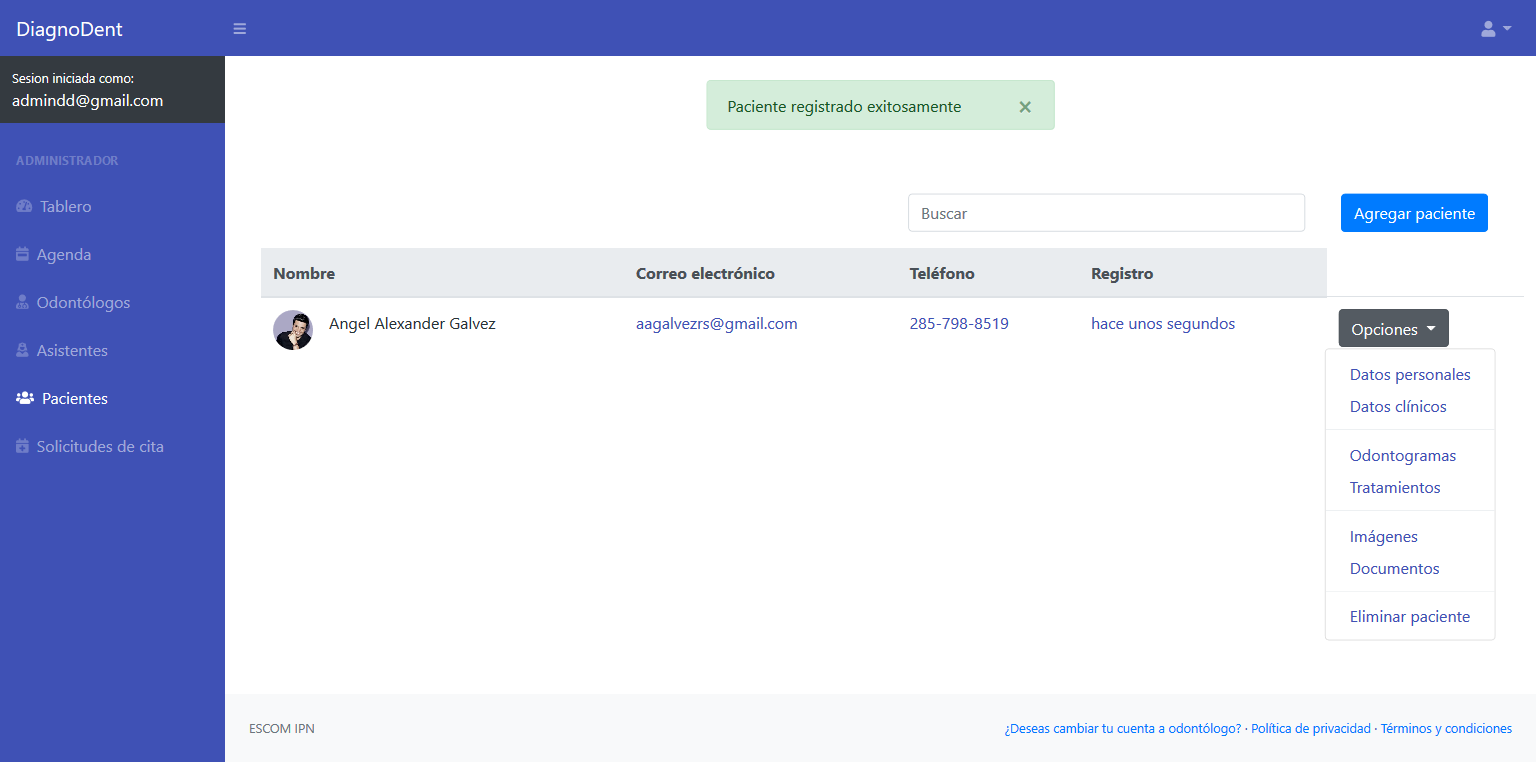 DiagnoDent
Sesion iniciada como:
admindd@gmail.com
ADMINISTRADOR
Tablero
Agenda
Odontólogos
Asistentes
Pacientes
Solicitudes de cita
Paciente registrado exitosamente ×
Buscar Agregar paciente
Nombre Correo electrónico Teléfono Registro
Angel Alexander Galvez aagalvezrs@gmail.com 285-798-8519 hace unos segundos Opciones
Datos personales
Datos clínicos
Odontogramas
Tratamientos
Imágenes
Documentos
Eliminar paciente
ESCOM IPN ¿Deseas cambiar tu cuenta a odontólogo? · Política de privacidad · Términos y condiciones